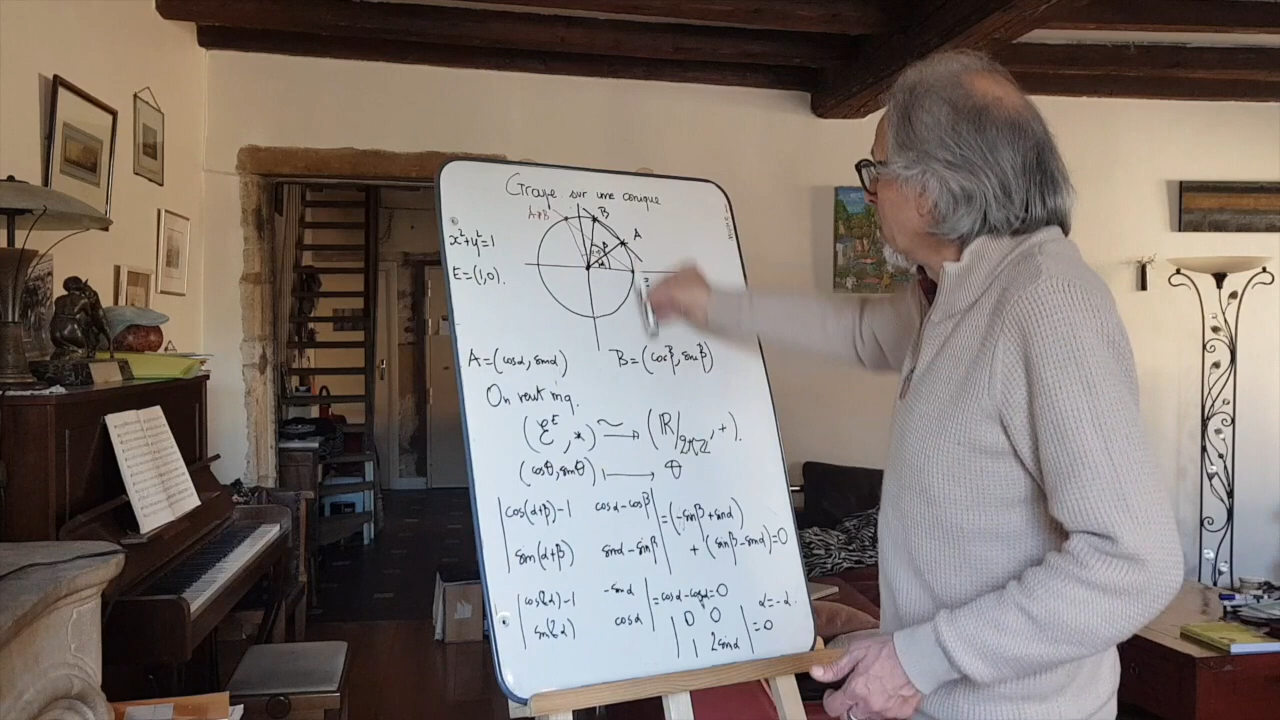 Groupe sur une conique
A*B B
x²+y²=1 A
E=(1,0).
A=(cosα, sinα) B=(cosβ, sinβ)
On veut mq.
(ℰᴱ, *) ⥲ (ℝ/2πℤ, +).
(cosθ, sinθ) ⟼ θ
|cos(α+β)-1 cosα-cosβ| =(-sinβ+sinα)
|sin(α+β) sinα-sinβ| +(sinβ-sinα)=0
|cos(2α)-1 -sinα| =cosα-cosα=0
|sin(2α) cosα| |0 0| α=-α.
|1 2sinα| =0